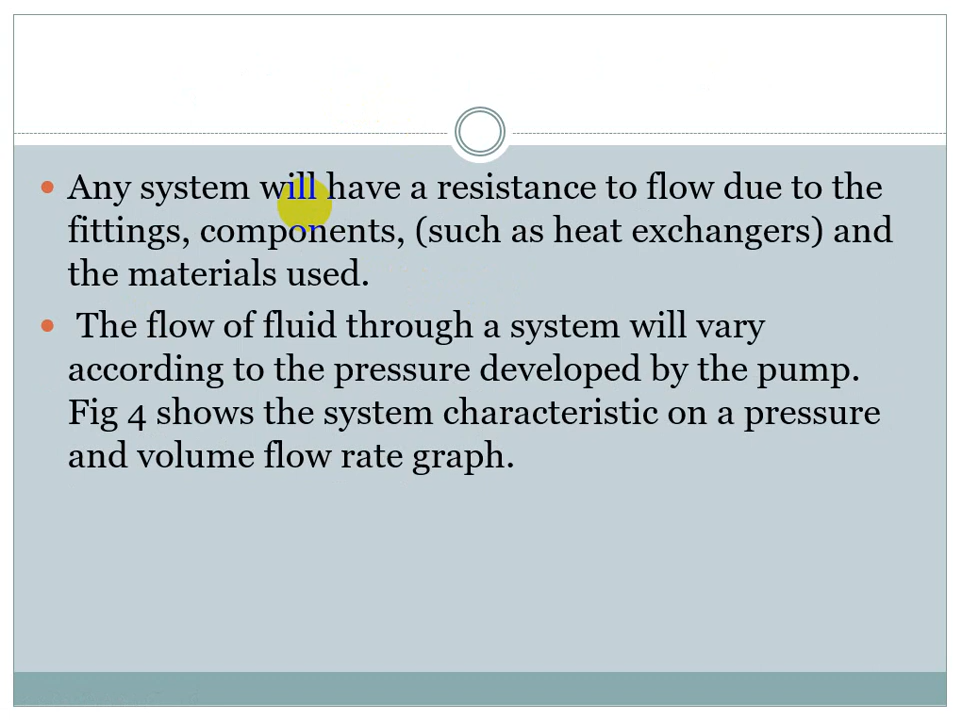 Any system will have a resistance to flow due to the
fittings, components, (such as heat exchangers) and
the materials used.
The flow of fluid through a system will vary
according to the pressure developed by the pump.
Fig 4 shows the system characteristic on a pressure
and volume flow rate graph.